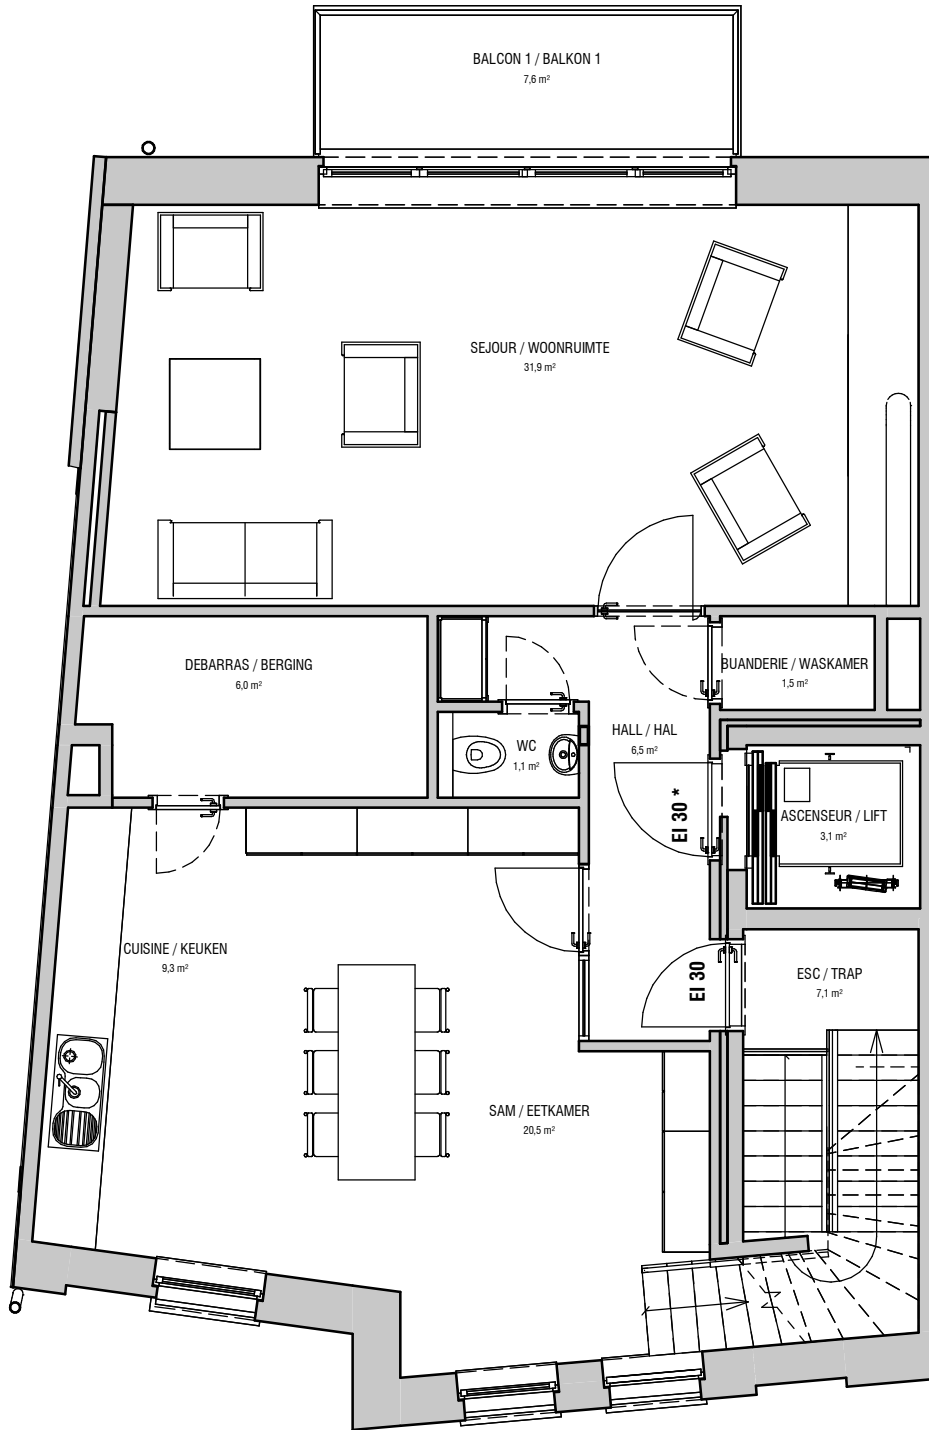 BALCON 1 / BALKON 1
7,6 m²
SEJOUR / WOONRUIMTE
31,9 m²
DEBARRAS / BERGING
6,0 m²
BUANDERIE / WASKAMER
1,5 m²
HALL / HAL
6,5 m²
WC
1,1 m²
EI 30 *
ASCENSEUR / LIFT
3,1 m²
CUISINE / KEUKEN
9,3 m²
EI 30
ESC / TRAP
7,1 m²
SAM / EETKAMER
20,5 m²